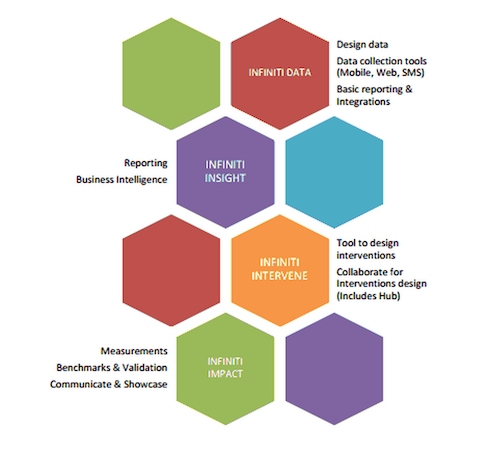 INFINITI DATA
Design data
Data collection tools
(Mobile, Web, SMS)
Basic reporting &
Integrations
Reporting
Business Intelligence
INFINITI
INSIGHT
INFINITI
INTERVENE
Tool to design
interventions
Collaborate for
Interventions design
(Includes Hub)
Measurements
Benchmarks & Validation
Communicate & Showcase
INFINITI
IMPACT